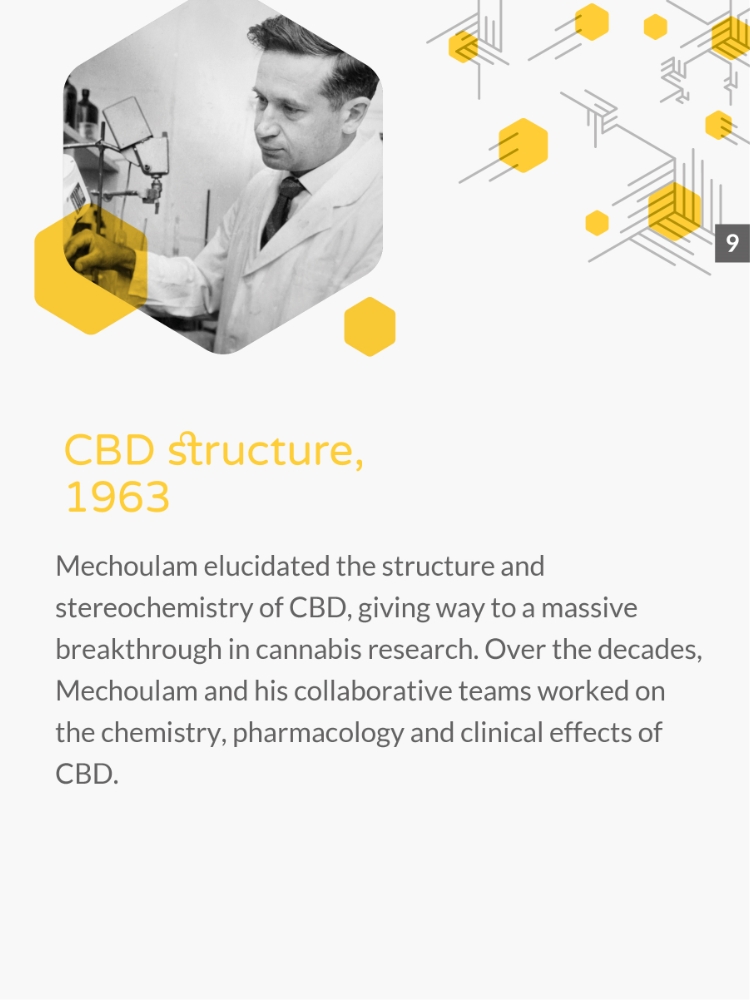 9
CBD structure,
1963
Mechoulam elucidated the structure and
stereochemistry of CBD, giving way to a massive
breakthrough in cannabis research. Over the decades,
Mechoulam and his collaborative teams worked on
the chemistry, pharmacology and clinical effects of
CBD.